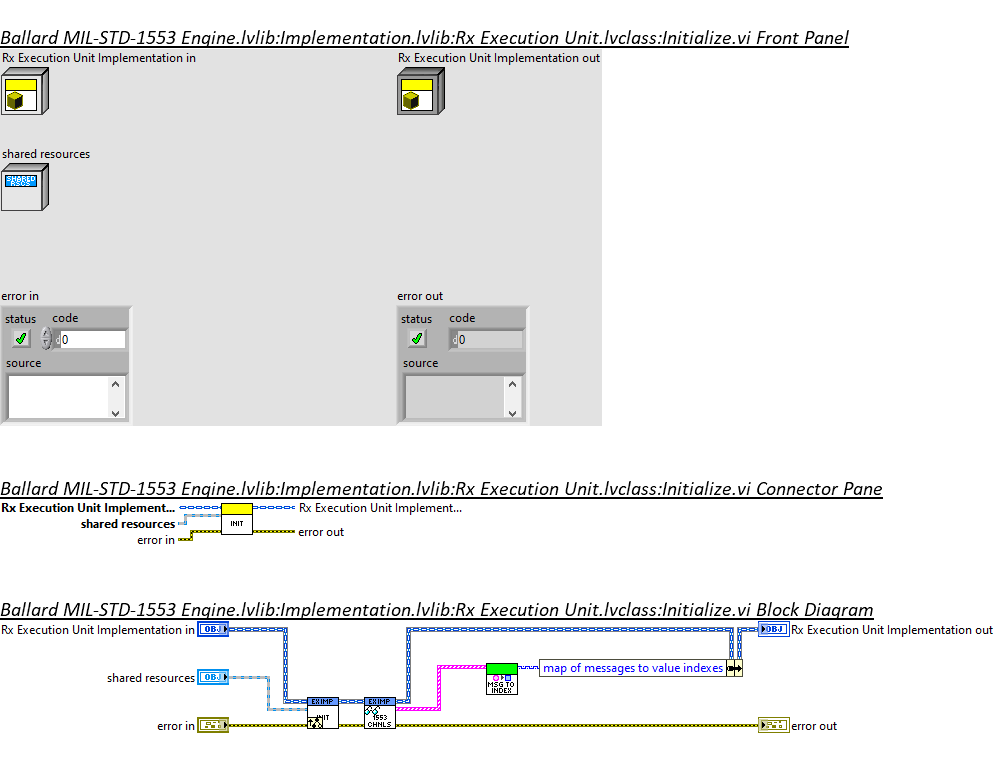 Ballard MIL-STD-1553 Engine.lvlib:Implementation.lvlib:Rx Execution Unit.lvclass:Initialize.vi Front Panel
Rx Execution Unit Implementation in
Rx Execution Unit Implementation out
shared resources
SHARED
RSCS
error in
error out
status
code
status
code
d
0
d
0
source
source
Ballard MIL-STD-1553 Engine.lvlib:Implementation.lvlib:Rx Execution Unit.lvclass:Initialize.vi Connector Pane
Rx Execution Unit Implement...
Rx Execution Unit Implement...
shared resources
INIT
error in
error out
Ballard MIL-STD-1553 Engine.lvlib:Implementation.lvlib:Rx Execution Unit.lvclass:Initialize.vi Block Diagram
Rx Execution Unit Implementation in
OBJ
OBJ
Rx Execution Unit Implementation out
map of messages to value indexes
shared resources
OBJ
MSG TO
INDEX
EX IMP
EX IMP
INIT
1553
CHNLS
error in
error out